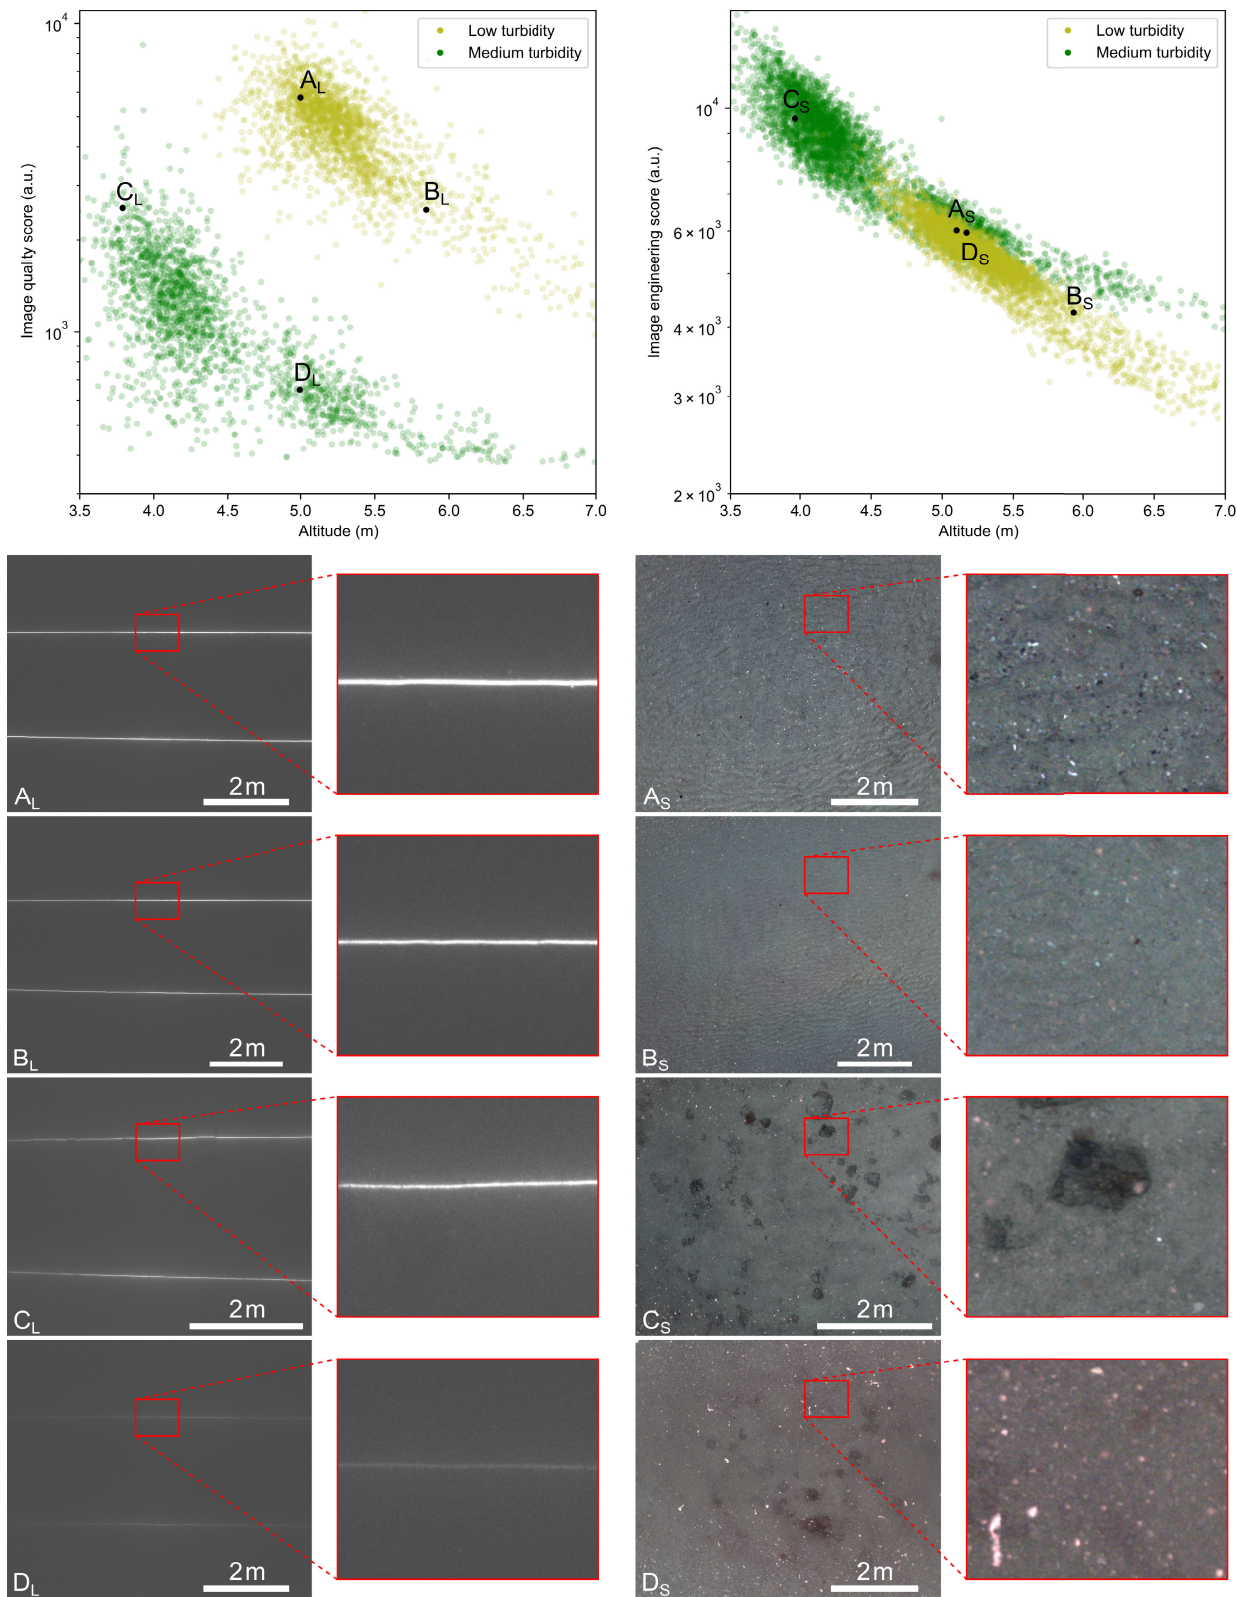 Image quality score (a.u.)
10⁴
10³
Low turbidity
Medium turbidity
A_L
B_L
C_L
D_L
3.5 4.0 4.5 5.0 5.5 6.0 6.5 7.0
Altitude (m)
Image engineering score (a.u.)
10⁴
6 × 10³
4 × 10³
3 × 10³
2 × 10³
Low turbidity
Medium turbidity
C_S
A_S
D_S
B_S
3.5 4.0 4.5 5.0 5.5 6.0 6.5 7.0
Altitude (m)
A_L 2m
A_S 2m
B_L 2m
B_S 2m
C_L 2m
C_S 2m
D_L 2m
D_S 2m